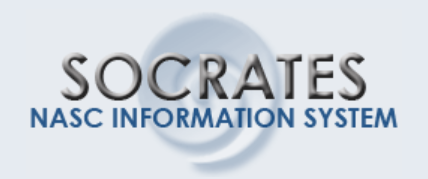 SOCRATES
NASC INFORMATION SYSTEM